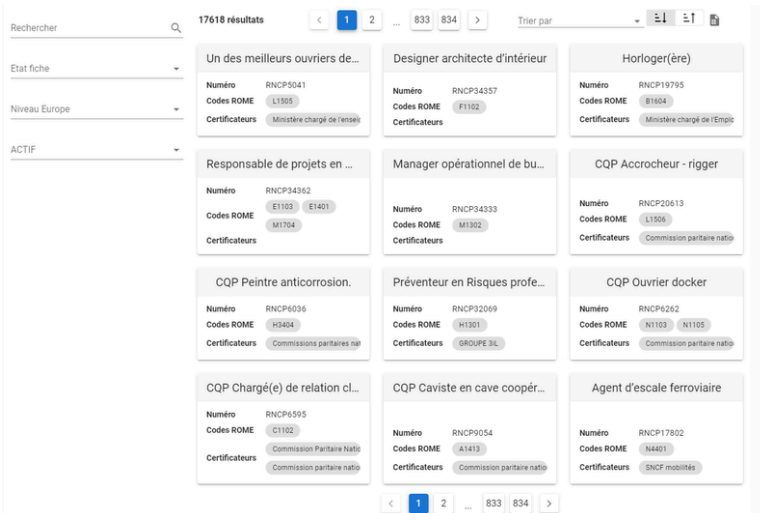 Rechercher
Etat fiche
Niveau Europe
ACTIF
17618 résultats
1 2 ... 833 834
Trier par
Un des meilleurs ouvriers de...
Numéro RNCP5041
Codes ROME L1505
Certificateurs Ministère chargé de l'enseig
Designer architecte d'intérieur
Numéro RNCP34357
Codes ROME F1102
Certificateurs
Horloger(ère)
Numéro RNCP19795
Codes ROME B1604
Certificateurs Ministère chargé de l'Emplc
Responsable de projets en ...
Numéro RNCP34362
Codes ROME E1103 E1401
M1704
Certificateurs
Manager opérationnel de bu...
Numéro RNCP34333
Codes ROME M1302
Certificateurs
CQP Accrocheur - rigger
Numéro RNCP20613
Codes ROME L1506
Certificateurs Commission paritaire natio
CQP Peintre anticorrosion.
Numéro RNCP6036
Codes ROME H3404
Certificateurs Commissions paritaires nat
Préventeur en Risques profe...
Numéro RNCP32069
Codes ROME H1301
Certificateurs GROUPE 3IL
CQP Ouvrier docker
Numéro RNCP6262
Codes ROME N1103 N1105
Certificateurs Commission paritaire natio
CQP Chargé(e) de relation cl...
Numéro RNCP6595
Codes ROME C1102
Certificateurs Commission Paritaire Natio
Commission paritaire natio
CQP Caviste en cave coopér...
Numéro RNCP9054
Codes ROME A1413
Certificateurs Commission paritaire natio
Agent d'escale ferroviaire
Numéro RNCP17802
Codes ROME N4401
Certificateurs SNCF mobilités
1 2 ... 833 834